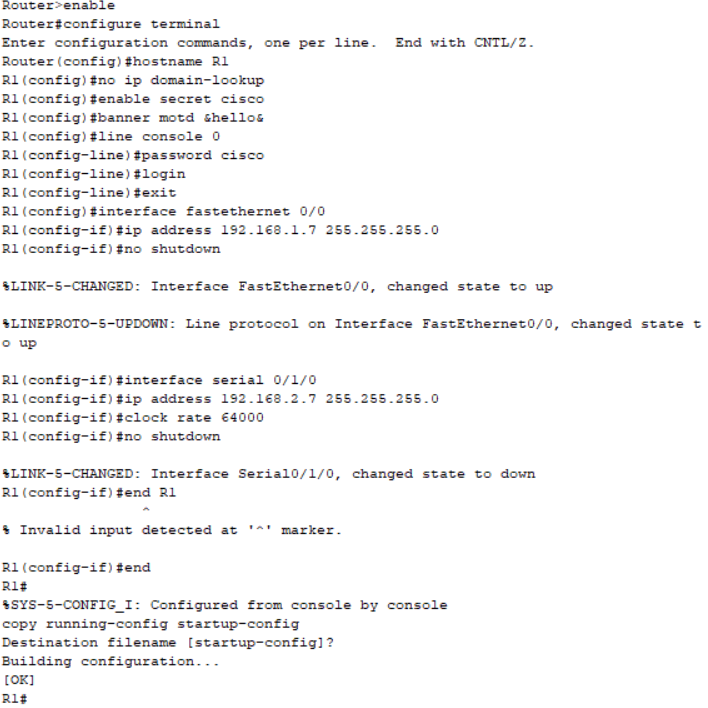 Router>enable
Router#configure terminal
Enter configuration commands, one per line.  End with CNTL/Z.
Router(config)#hostname R1
R1(config)#no ip domain-lookup
R1(config)#enable secret cisco
R1(config)#banner motd &hello&
R1(config)#line console 0
R1(config-line)#password cisco
R1(config-line)#login
R1(config-line)#exit
R1(config)#interface fastethernet 0/0
R1(config-if)#ip address 192.168.1.7 255.255.255.0
R1(config-if)#no shutdown
%LINK-5-CHANGED: Interface FastEthernet0/0, changed state to up
%LINEPROTO-5-UPDOWN: Line protocol on Interface FastEthernet0/0, changed state t
o up
R1(config-if)#interface serial 0/1/0
R1(config-if)#ip address 192.168.2.7 255.255.255.0
R1(config-if)#clock rate 64000
R1(config-if)#no shutdown
%LINK-5-CHANGED: Interface Serial0/1/0, changed state to down
R1(config-if)#end R1
^
% Invalid input detected at '^' marker.
R1(config-if)#end
R1#
%SYS-5-CONFIG_I: Configured from console by console
copy running-config startup-config
Destination filename [startup-config]?
Building configuration...
[OK]
R1#